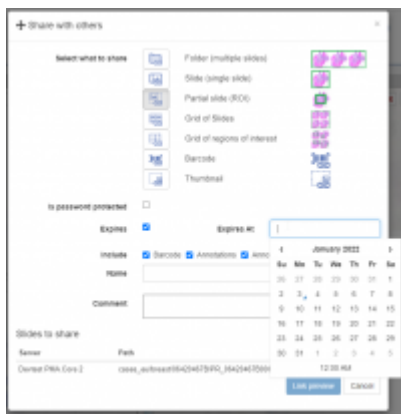 Share with others ×
Select what to share
Folder (multiple slides)
Slide (single slide)
Partial slide (ROI)
Grid of Slides
Grid of regions of interest
Barcode
Thumbnail
Is password protected
Expires
Expires At:
Include
Barcode Annotations
Name
Comment
January 2022
Su Mo Tu We Th Fr Sa
26 27 28 29 30 31 1
2 3 4 5 6 7 8
9 10 11 12 13 14 15
16 17 18 19 20 21 22
23 24 25 26 27 28 29
30 31 1 2 3 4 5
12:00 AM
Slides to share
Server Path
Link preview Cancel